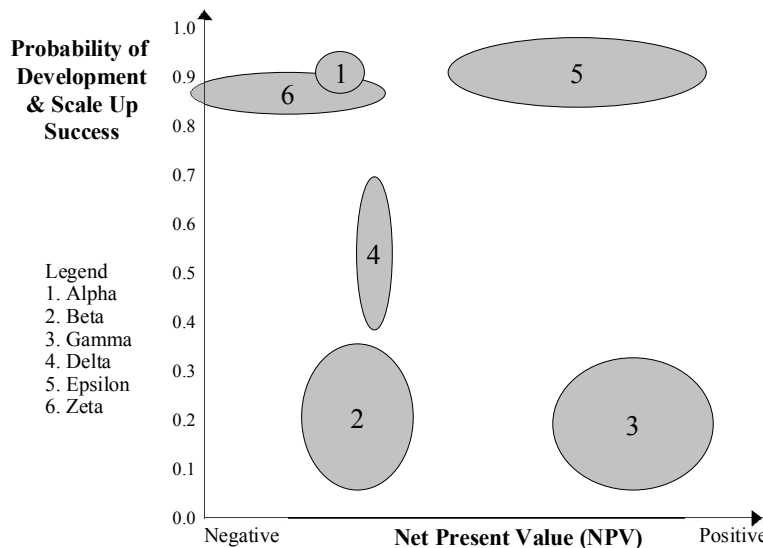 Probability of
Development
& Scale Up
Success
1.0
0.9
0.8
0.7
0.6
0.5
0.4
0.3
0.2
0.1
0.0
1
5
6
4
2
3
Legend
1. Alpha
2. Beta
3. Gamma
4. Delta
5. Epsilon
6. Zeta
Negative
Net Present Value (NPV)
Positive